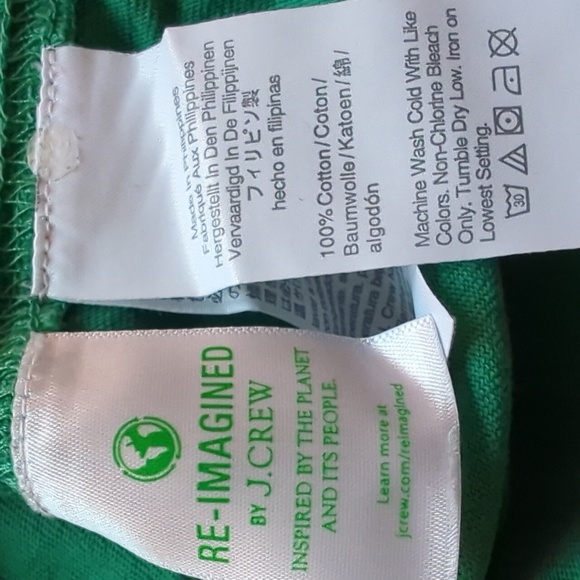 Made In Philippines
Fabriqué Aux Philippines
Hergestellt In Den Philippinen
Vervaardigd In De Filippijnen
フィリピン製
hecho en filipinas
100% Cotton/Coton/
Baumwolle/Katoen/綿/
algodón
Machine Wash Cold With Like
Colors. Non-Chlorine Bleach
Only. Tumble Dry Low. Iron on
Lowest Setting.
30
RE-IMAGINED
BY J.CREW
INSPIRED BY THE PLANET
AND ITS PEOPLE.
Learn more at
jcrew.com/reimagined